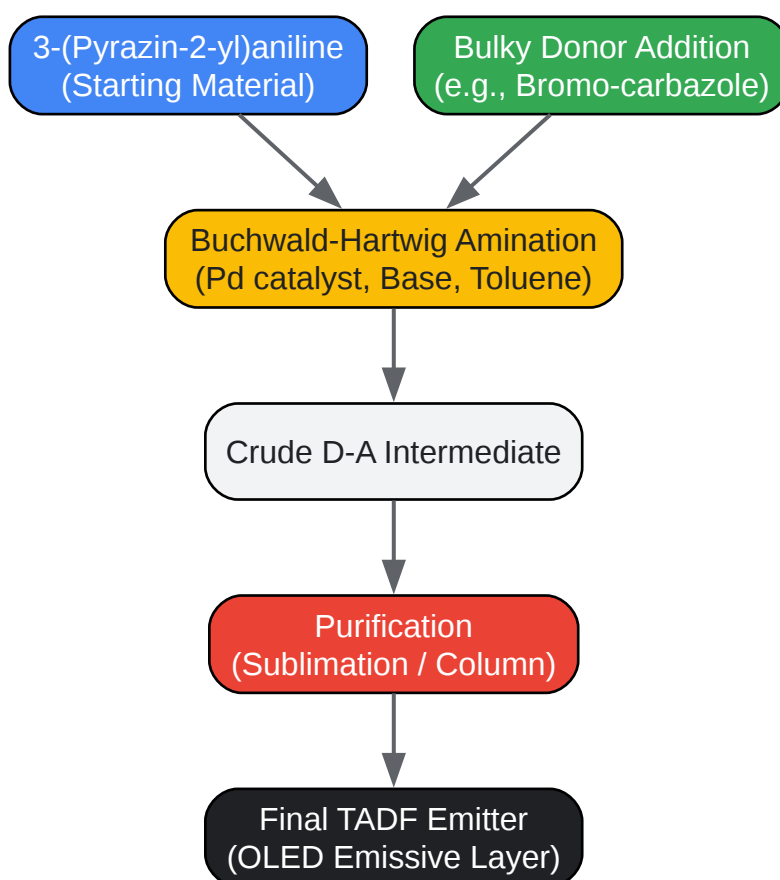 3-(Pyrazin-2-yl)aniline
(Starting Material)
Bulky Donor Addition
(e.g., Bromo-carbazole)
Buchwald-Hartwig Amination
(Pd catalyst, Base, Toluene)
Crude D-A Intermediate
Purification
(Sublimation / Column)
Final TADF Emitter
(OLED Emissive Layer)